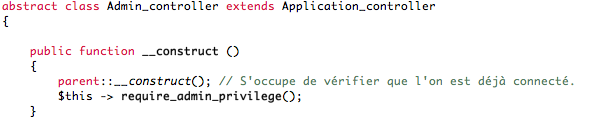 abstract class Admin_controller extends Application_controller
{
public function __construct ()
{
parent::__construct(); // S'occupe de vérifier que l'on est déjà connecté.
$this -> require_admin_privilege();
}